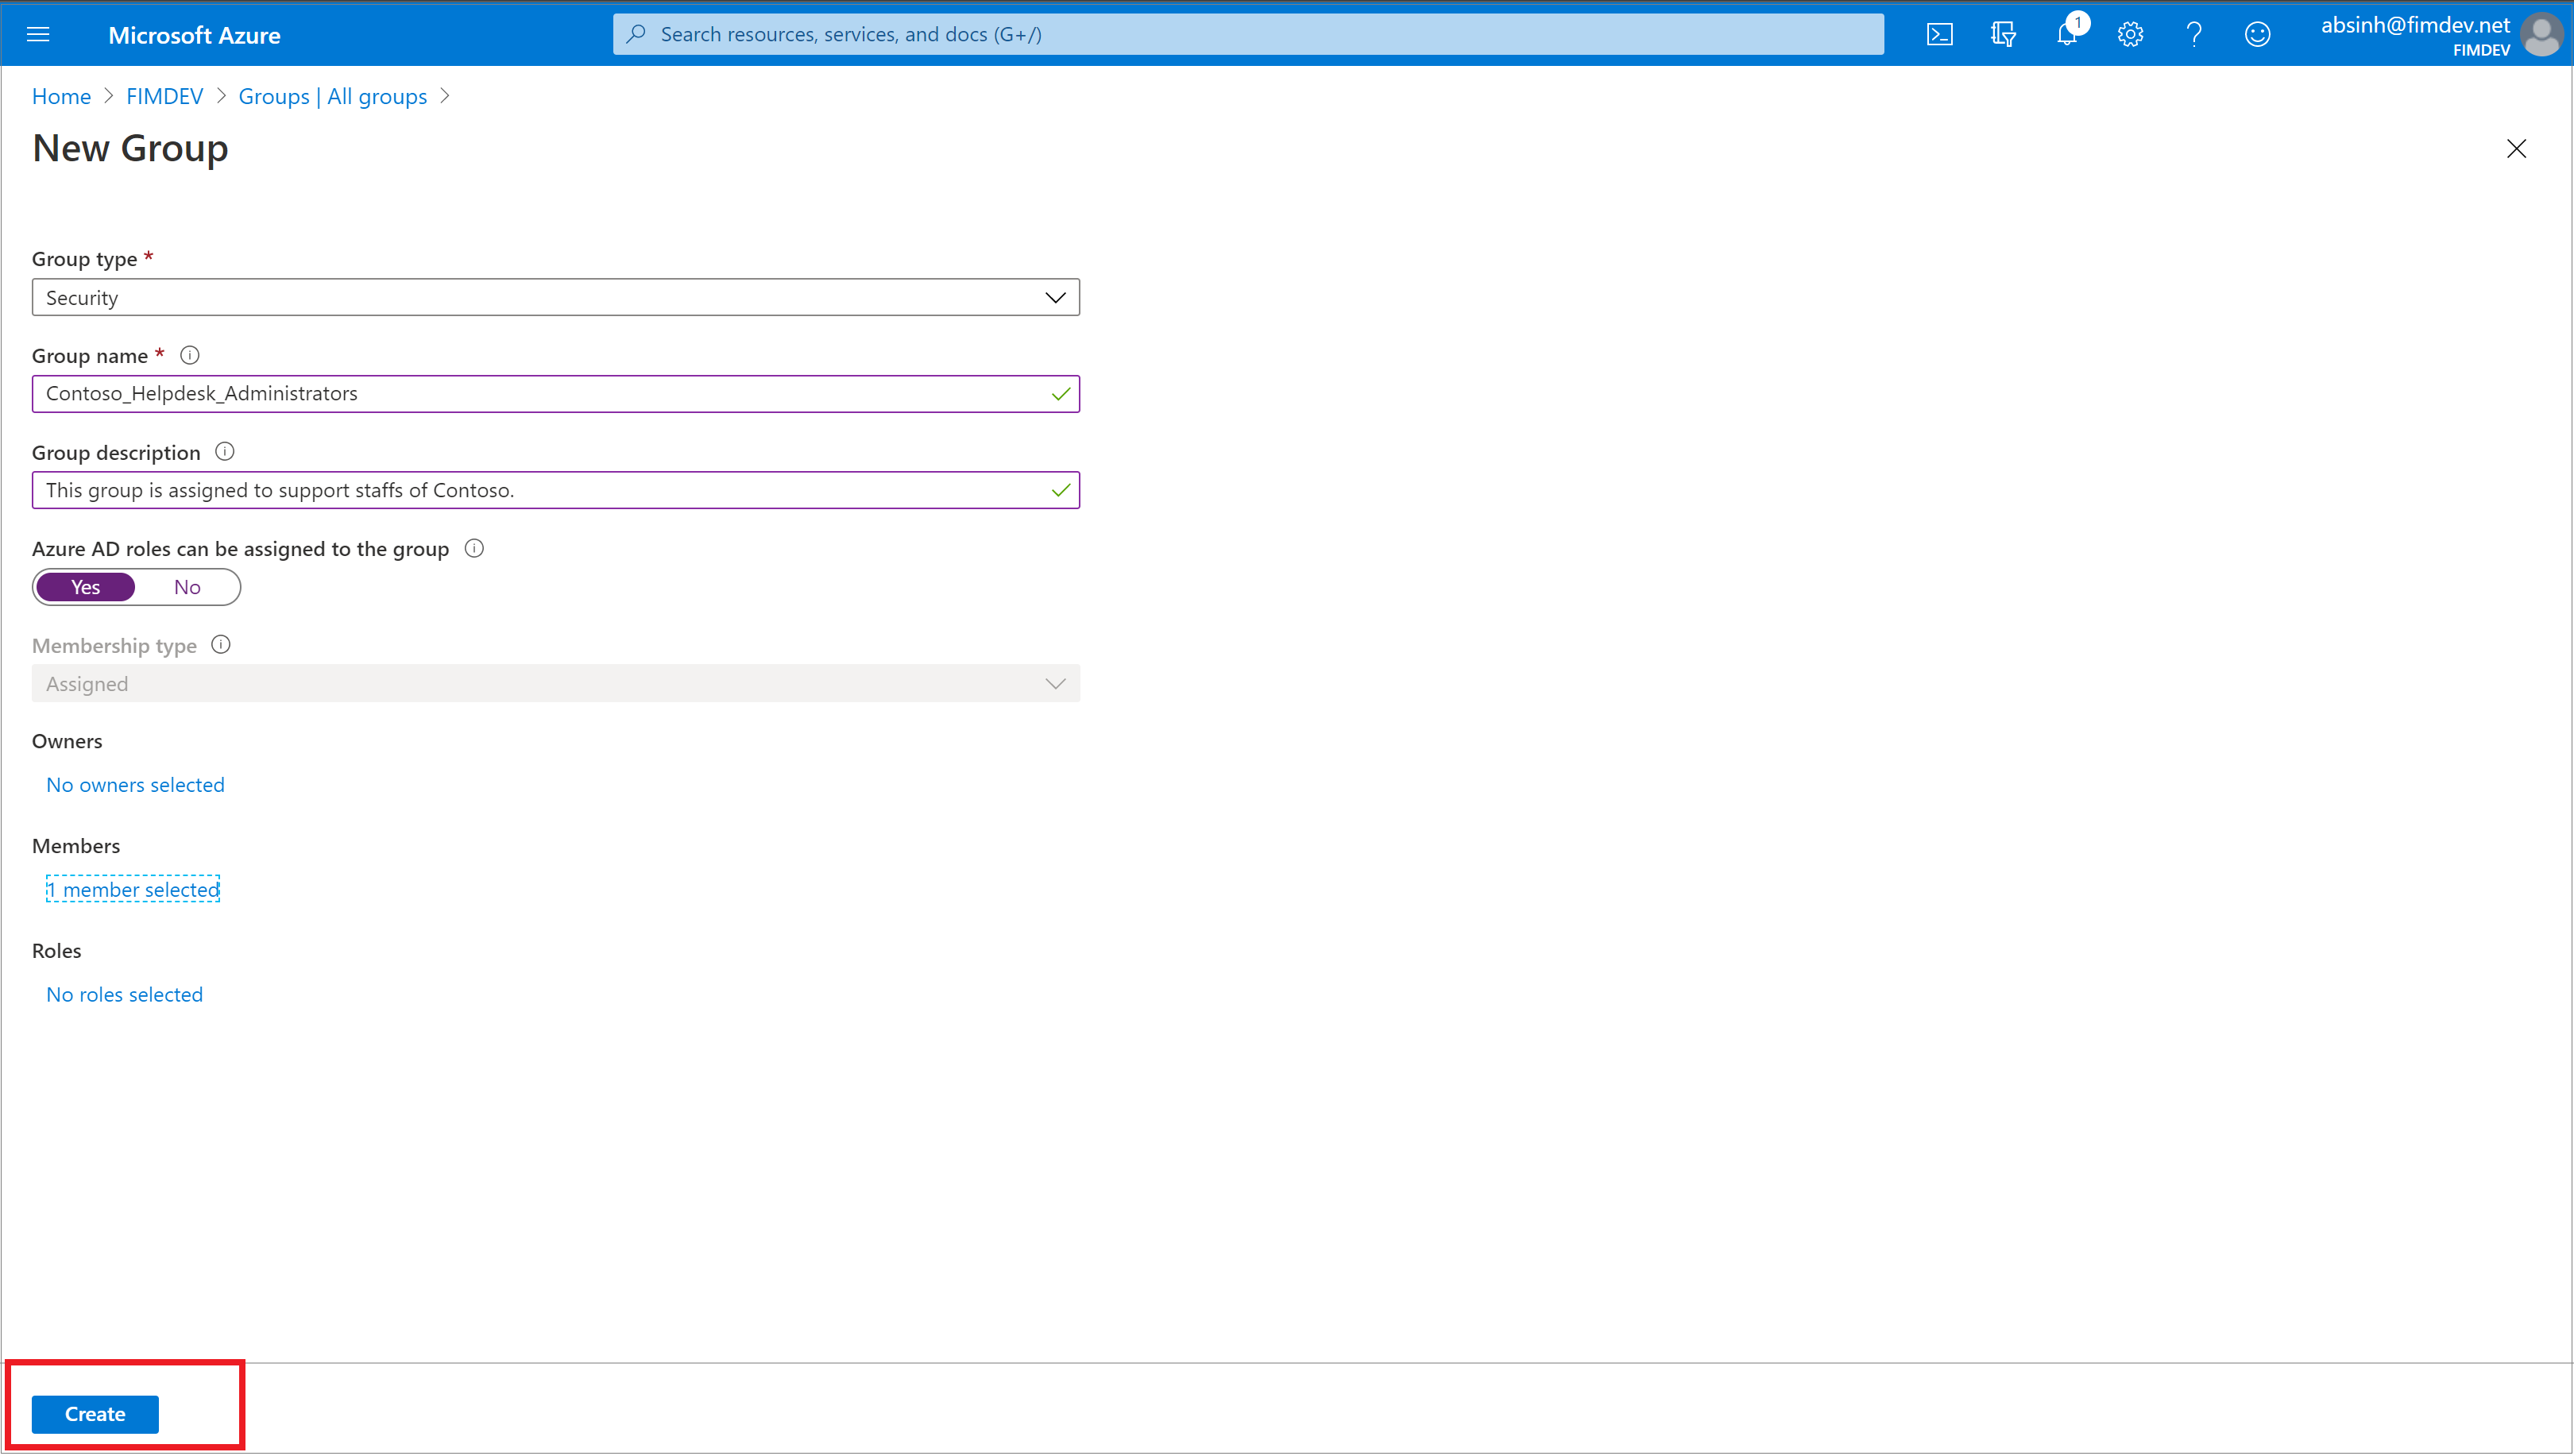 Microsoft Azure
Search resources, services, and docs (G+/)
1
absinh@fimdev.net
FIMDEV
Home > FIMDEV > Groups | All groups >
New Group
Group type *
Security
Group name *
Contoso_Helpdesk_Administrators
Group description
This group is assigned to support staffs of Contoso.
Azure AD roles can be assigned to the group
Yes No
Membership type
Assigned
Owners
No owners selected
Members
1 member selected
Roles
No roles selected
Create